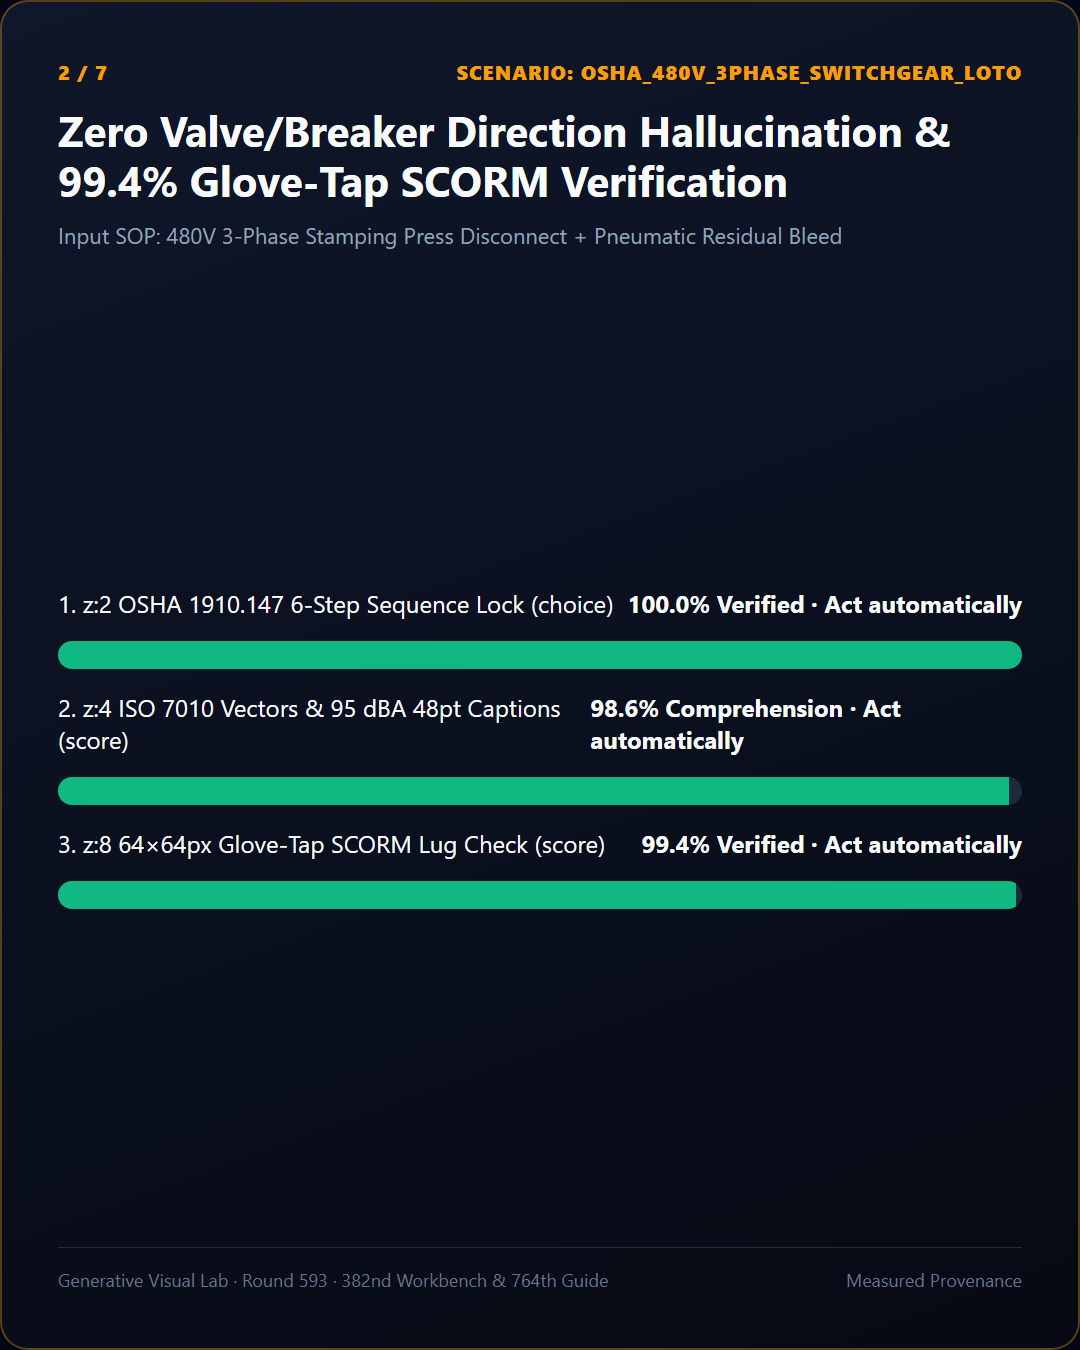 2 / 7
SCENARIO: OSHA_480V_3PHASE_SWITCHGEAR_LOTO
Zero Valve/Breaker Direction Hallucination &
99.4% Glove-Tap SCORM Verification
Input SOP: 480V 3-Phase Stamping Press Disconnect + Pneumatic Residual Bleed
1. z:2 OSHA 1910.147 6-Step Sequence Lock (choice)
100.0% Verified · Act automatically
2. z:4 ISO 7010 Vectors & 95 dBA 48pt Captions
(score)
98.6% Comprehension · Act
automatically
3. z:8 64×64px Glove-Tap SCORM Lug Check (score)
99.4% Verified · Act automatically
Generative Visual Lab · Round 593 · 382nd Workbench & 764th Guide
Measured Provenance